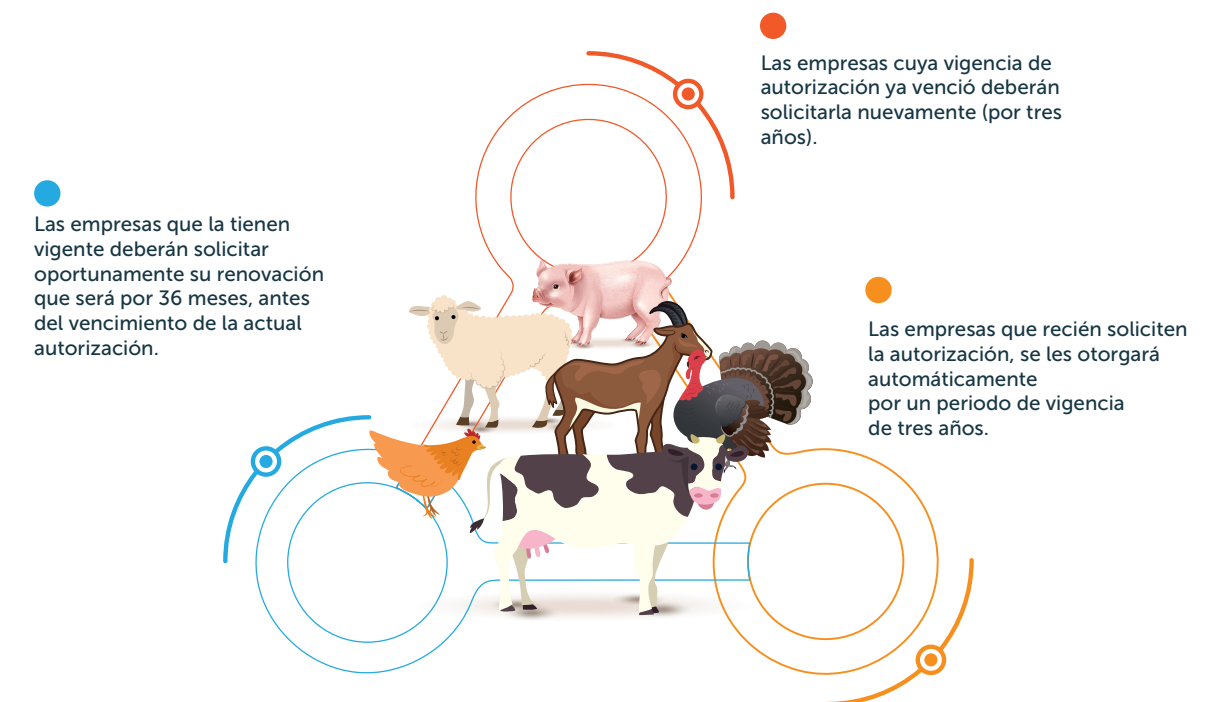 Las empresas cuya vigencia de
autorización ya venció deberán
solicitarla nuevamente (por tres
años).
Las empresas que la tienen
vigente deberán solicitar
oportunamente su renovación
que será por 36 meses, antes
del vencimiento de la actual
autorización.
Las empresas que recién soliciten
la autorización, se les otorgará
automáticamente
por un periodo de vigencia
de tres años.